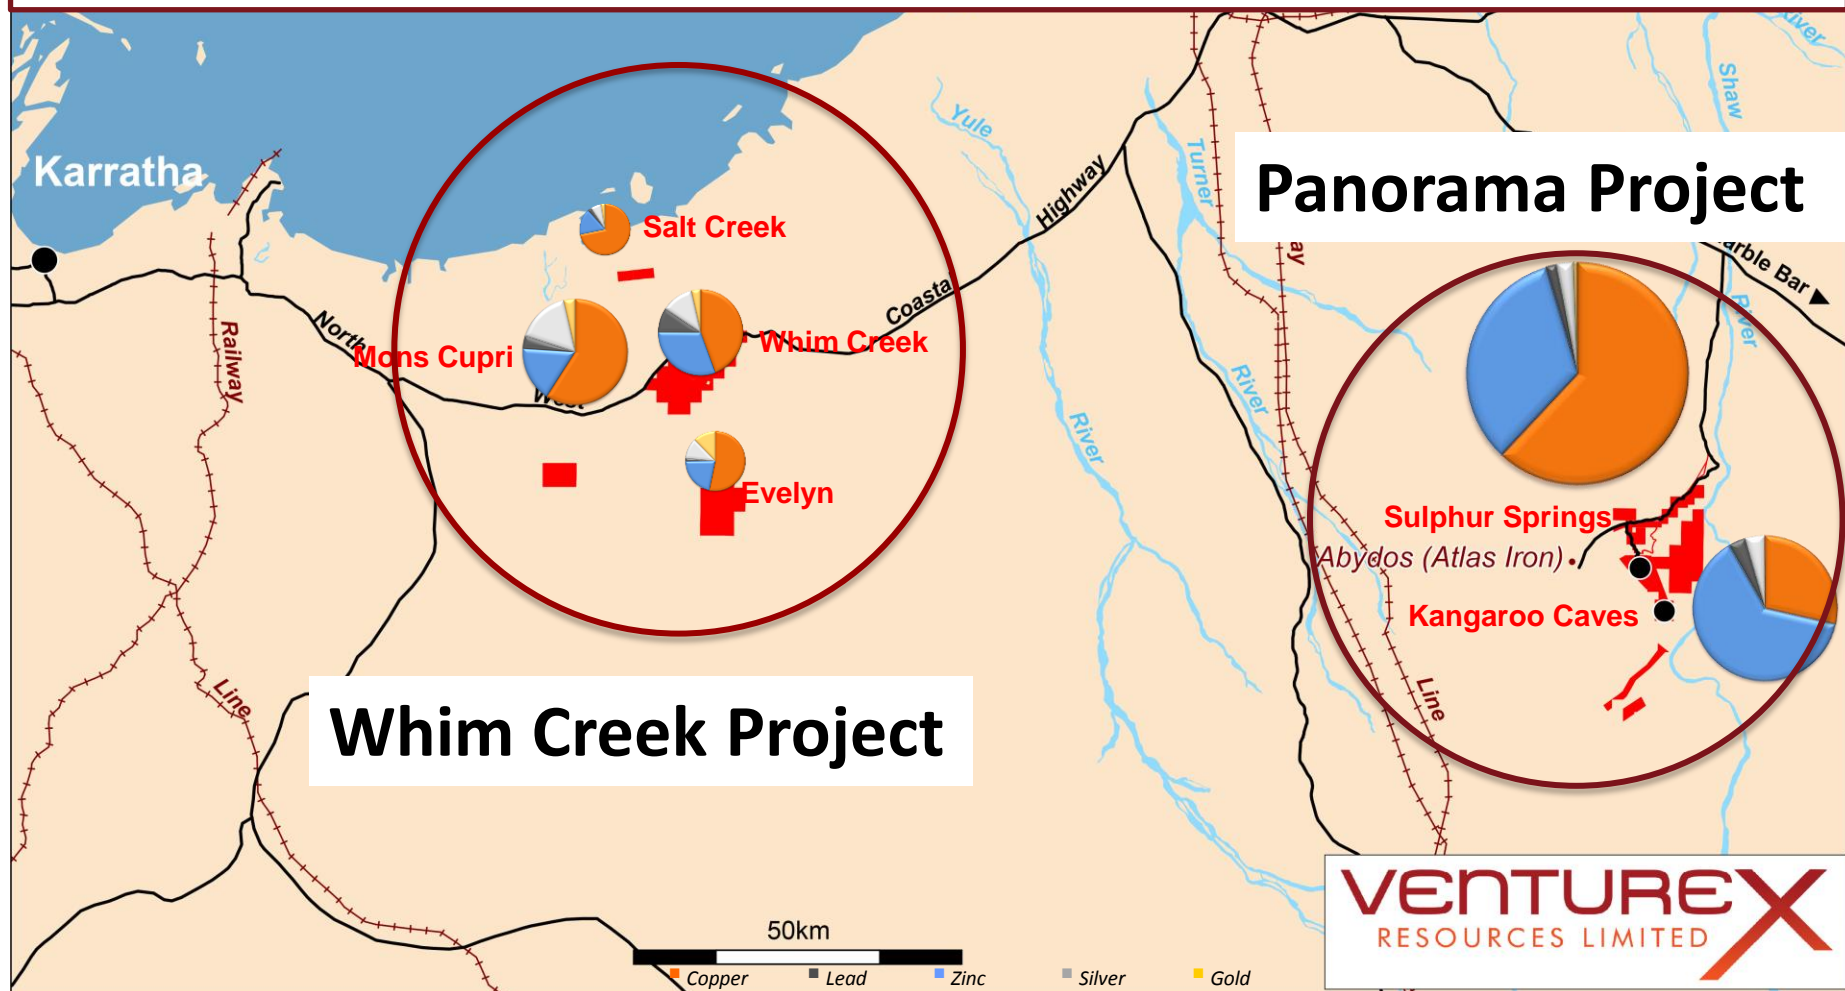 River
Shaw
Yule
Karratha
Turner
Highway
Panorama Project
Salt Creek
Coastal
River
arble Bar
North
Railway
Mons Cupri
Whim Creek
West
River
River
Evelyn
Sulphur Springs
Abydos (Atlas Iron)
Kangaroo Caves
Line
Line
Whim Creek Project
VENTUREX
RESOURCES LIMITED
50km
Copper Lead Zinc Silver Gold